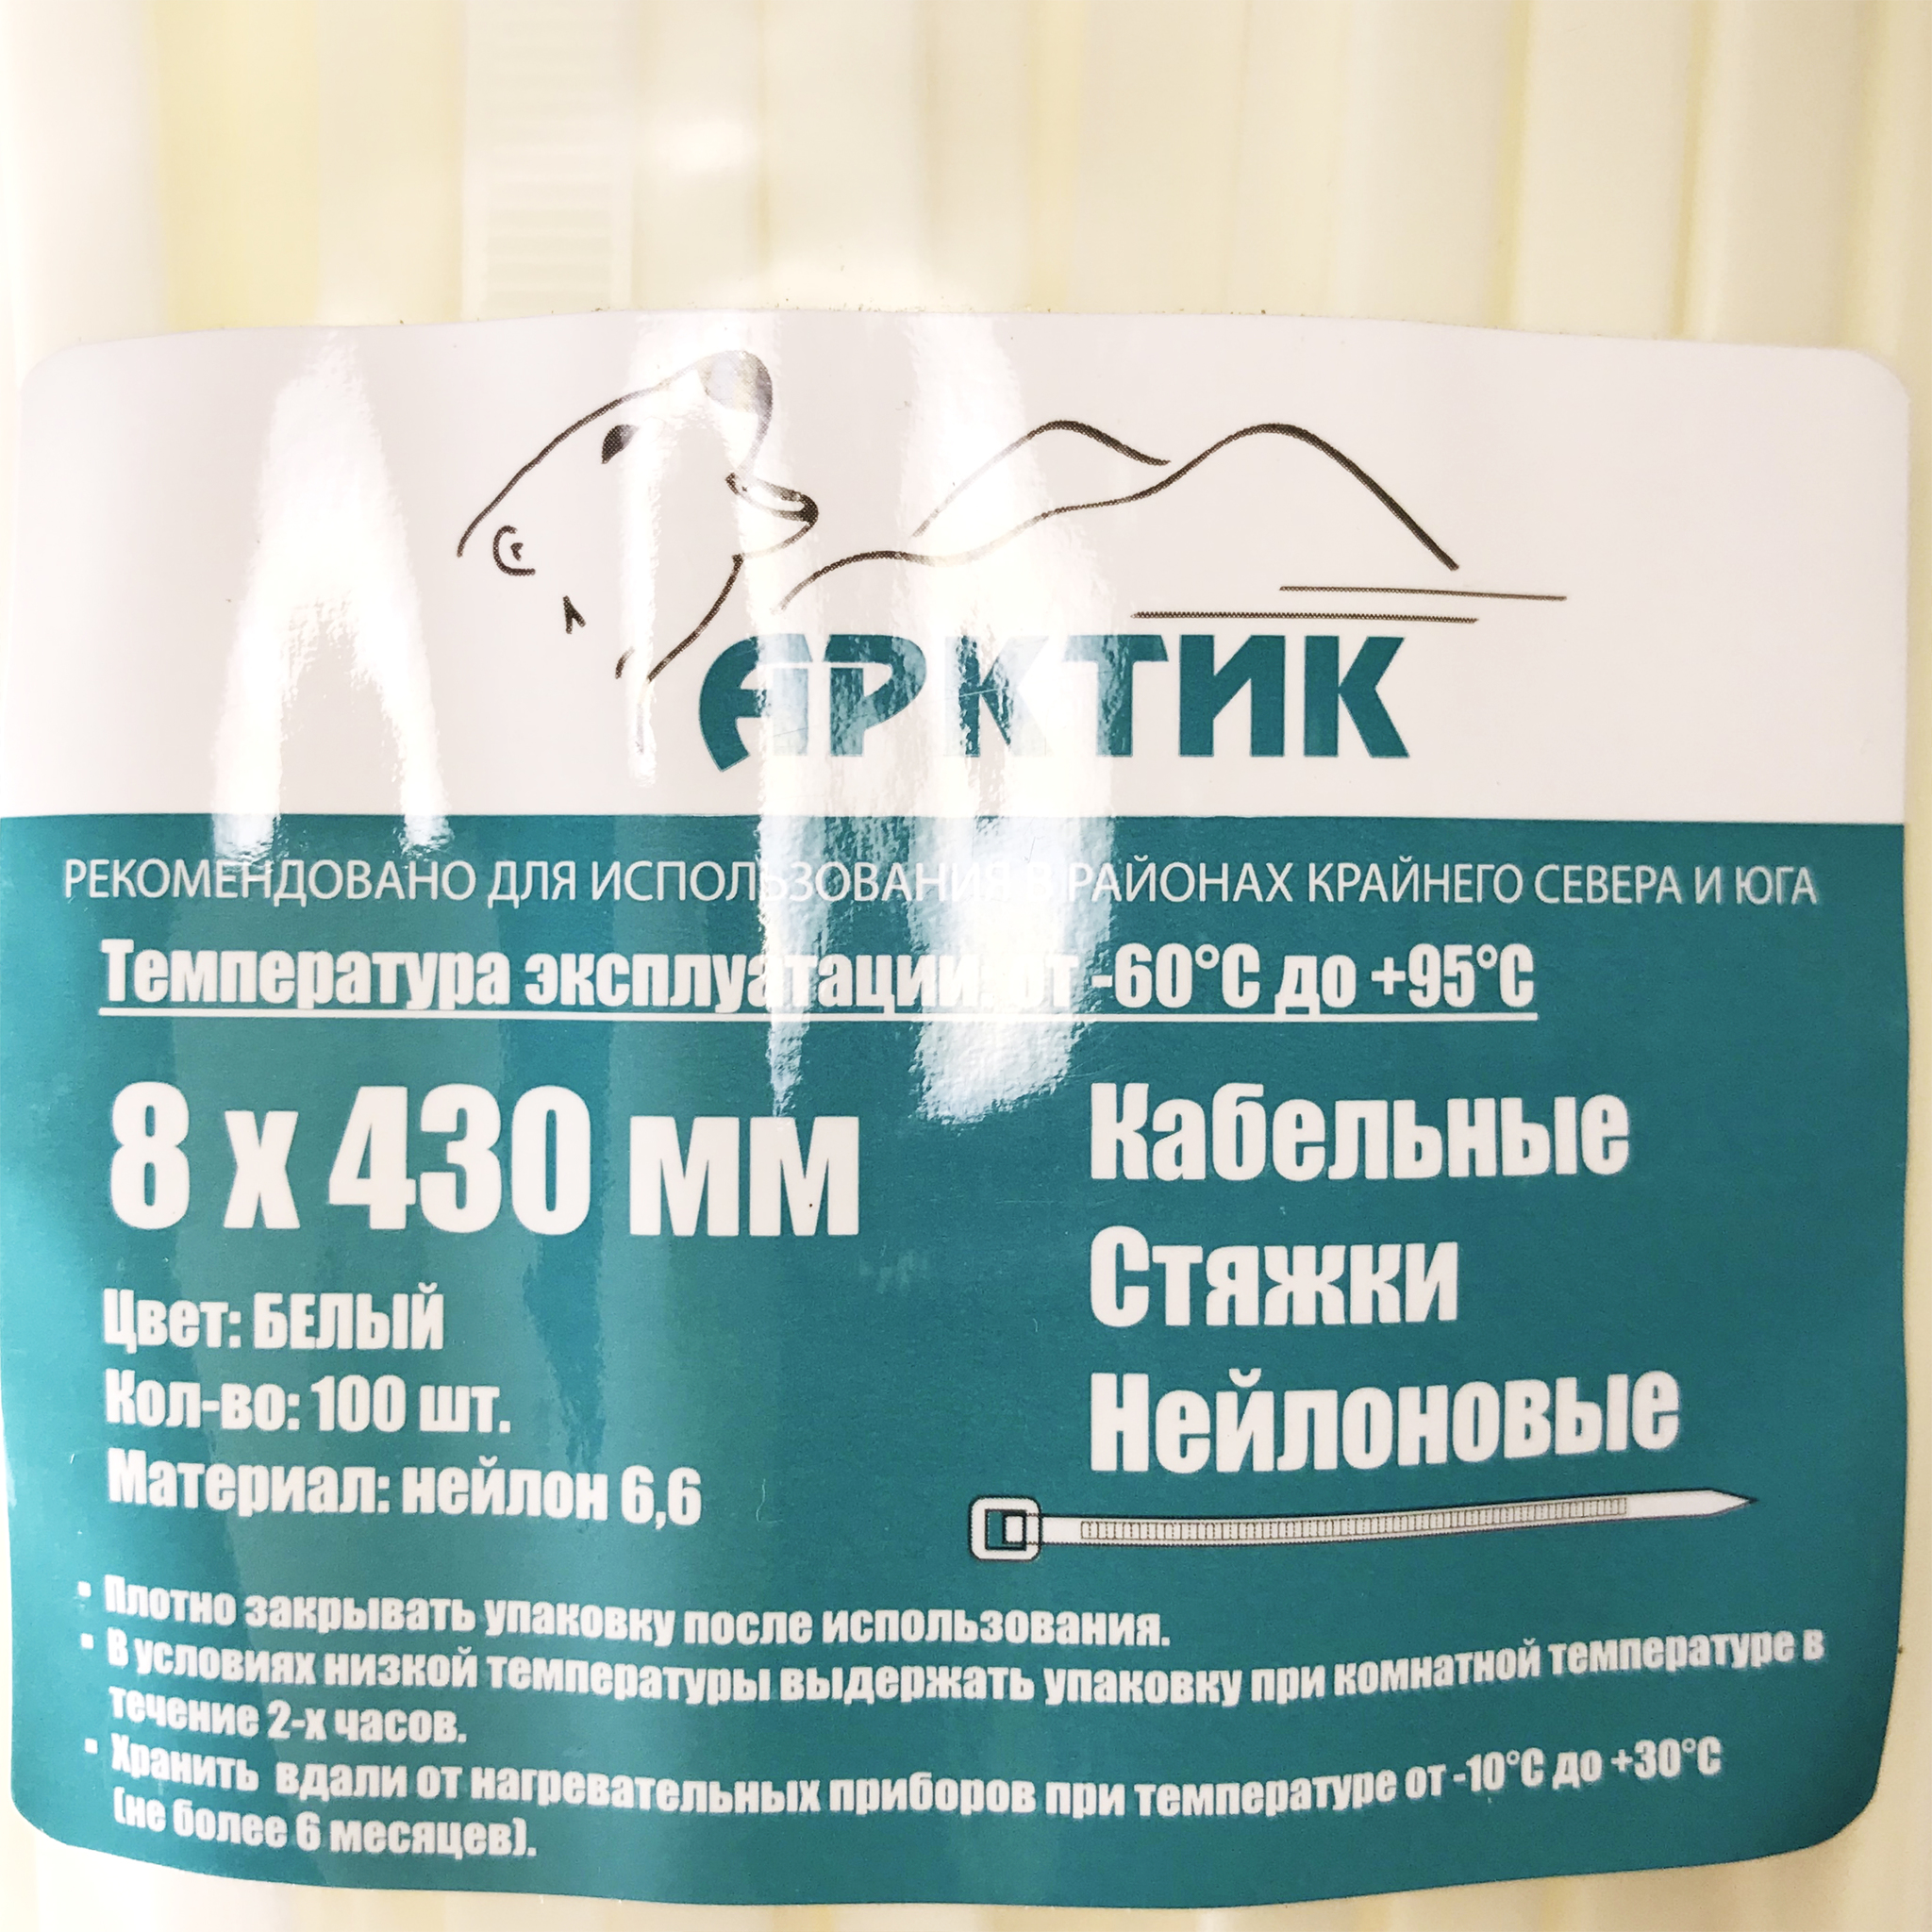 АРКТИК
РЕКОМЕНДОВАНО ДЛЯ ИСПОЛЬЗОВАНИЯ В РАЙОНАХ КРАЙНЕГО СЕВЕРА И ЮГА
Температура эксплуатации: от -60°C до +95°C
8 х 430 мм
Кабельные
Стяжки
Нейлоновые
Цвет: БЕЛЫЙ
Кол-во: 100 шт.
Материал: нейлон 6,6
▪ Плотно закрывать упаковку после использования.
▪ В условиях низкой температуры выдержать упаковку при комнатной температуре в
течение 2-х часов.
▪ Хранить вдали от нагревательных приборов при температуре от -10°C до +30°C
(не более 6 месяцев).